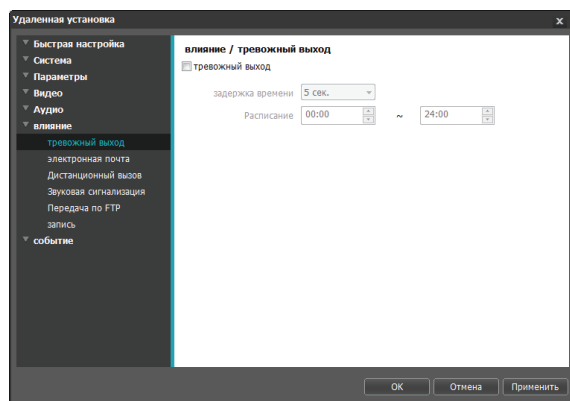 Удаленная установка x
Быстрая настройка
Система
Параметры
Видео
Аудио
влияние
тревожный выход
электронная почта
Дистанционный вызов
Звуковая сигнализация
Передача по FTP
запись
событие
влияние / тревожный выход
тревожный выход
задержка времени 5 сек.
Расписание 00:00 ~ 24:00
OK Отмена Применить